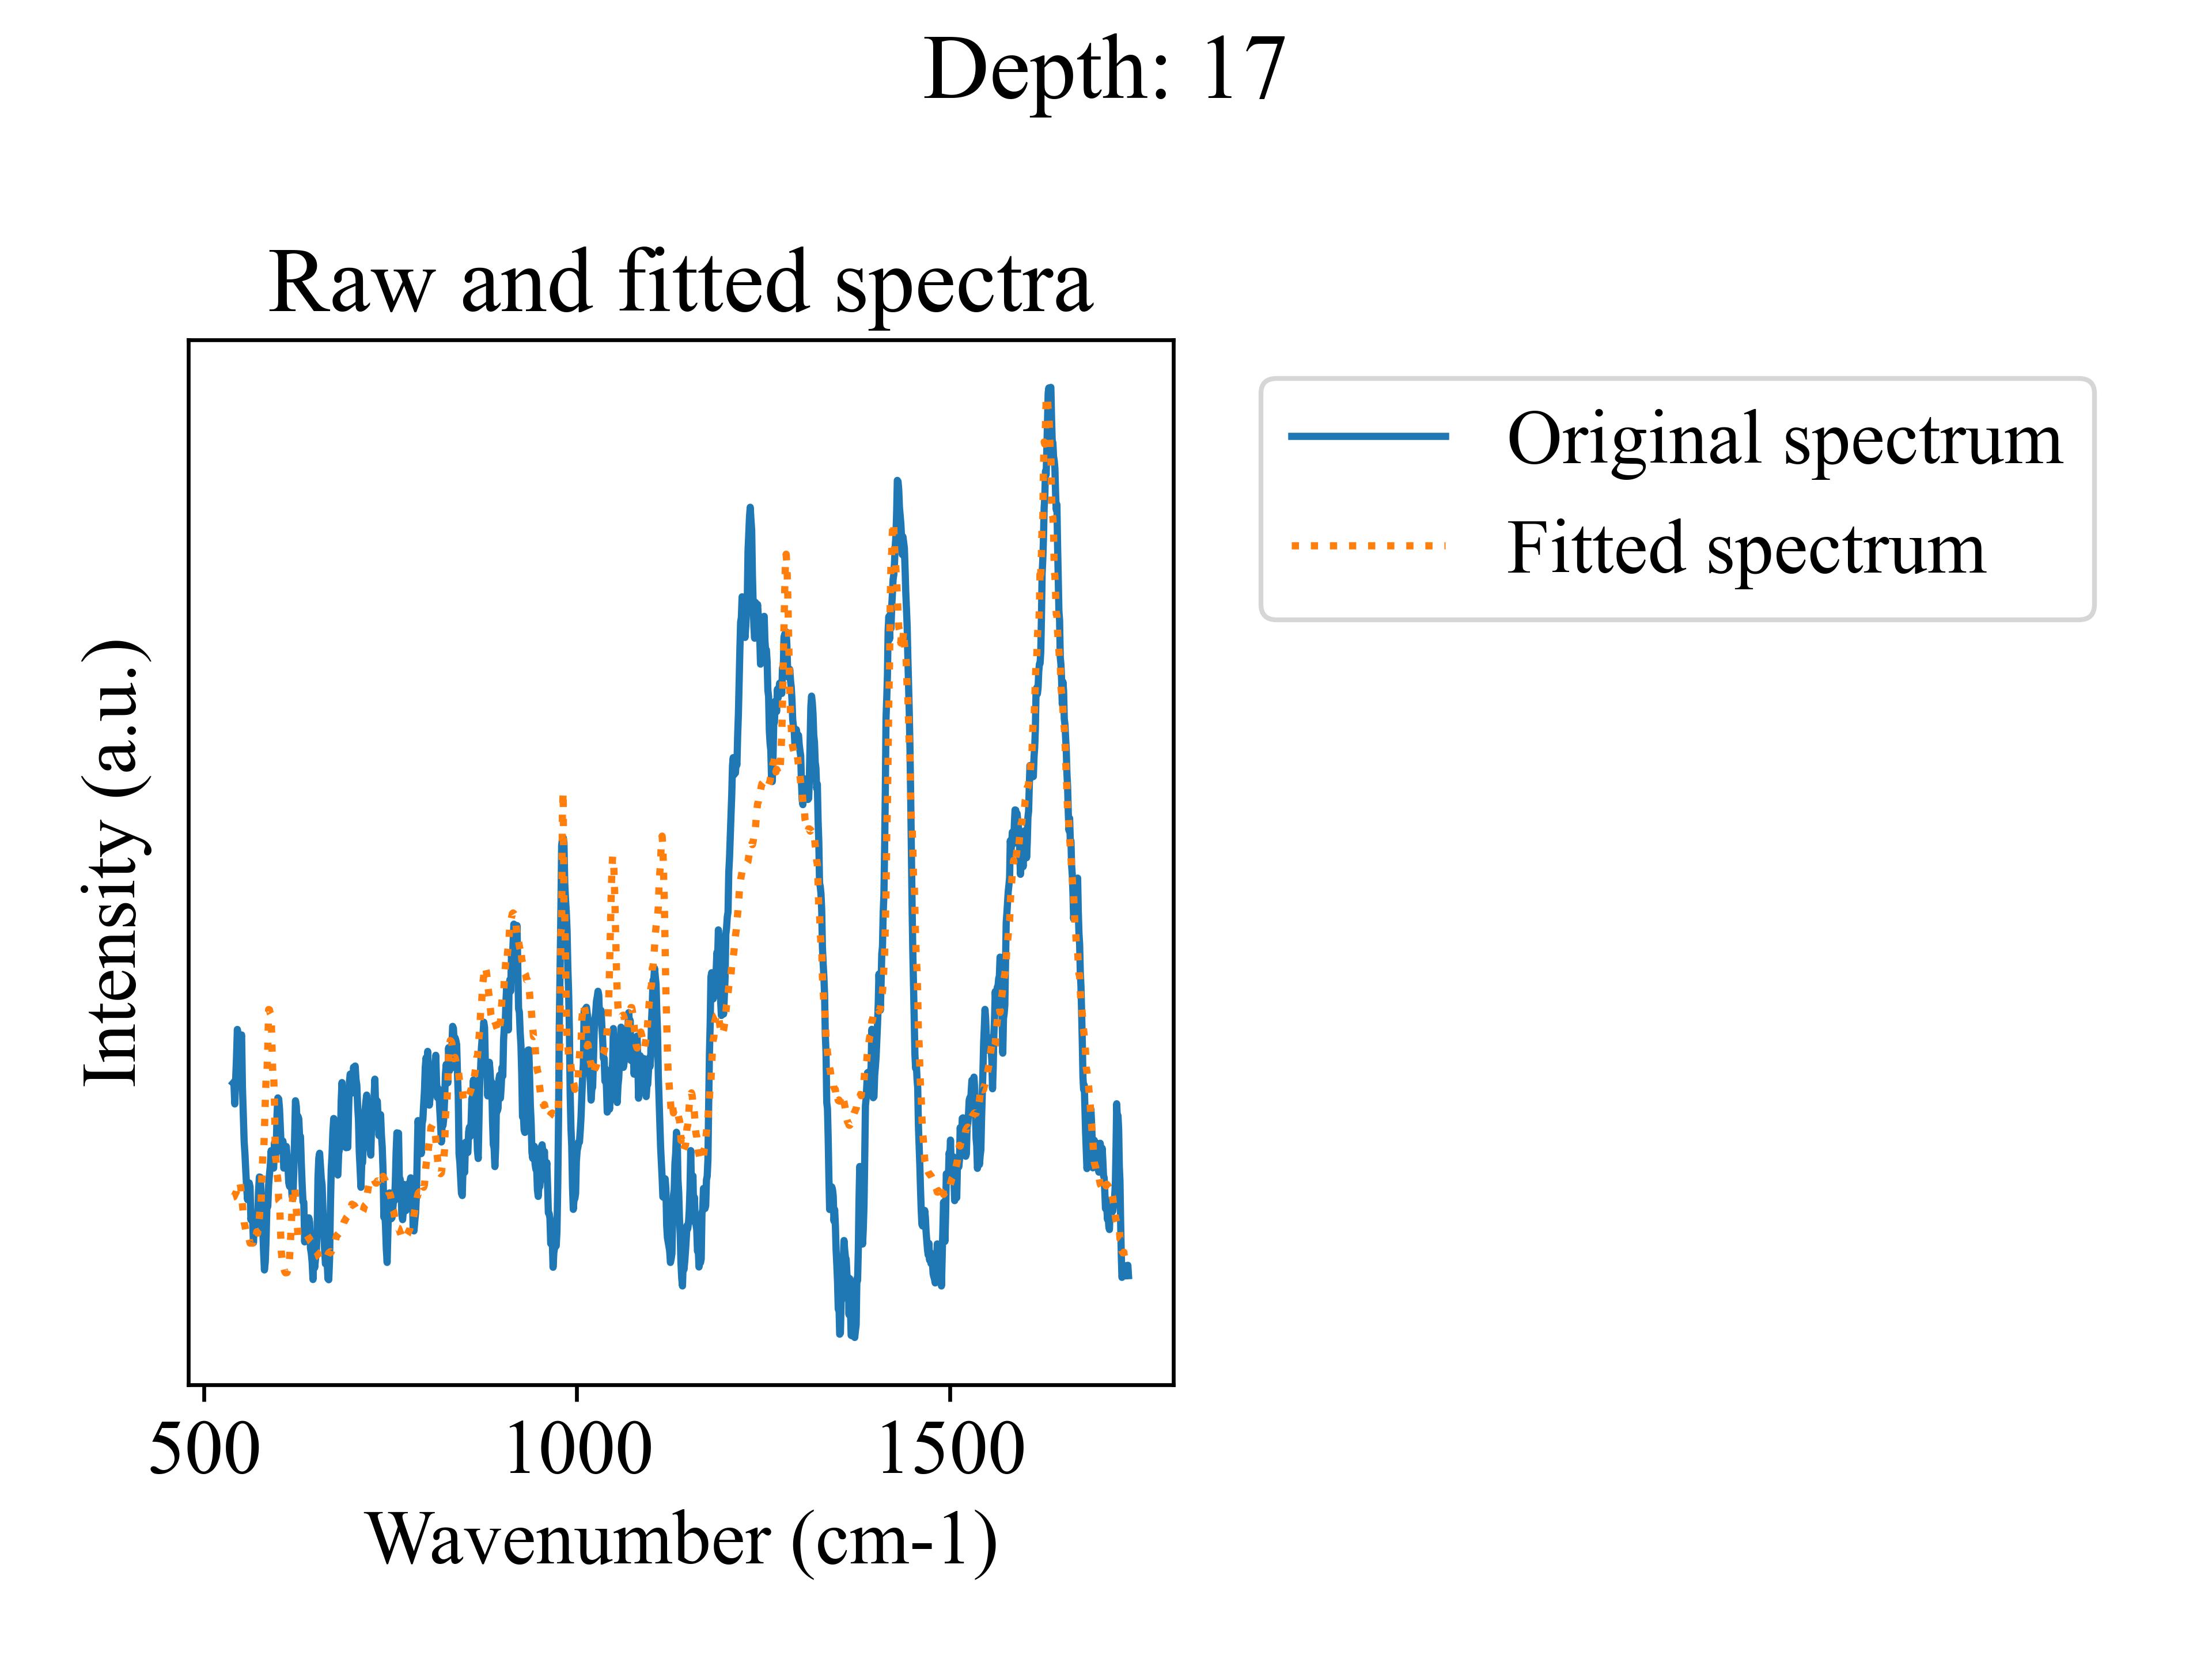 Depth: 17
Raw and fitted spectra
Original spectrum
Fitted spectrum
Intensity (a.u.)
500 1000 1500
Wavenumber (cm-1)